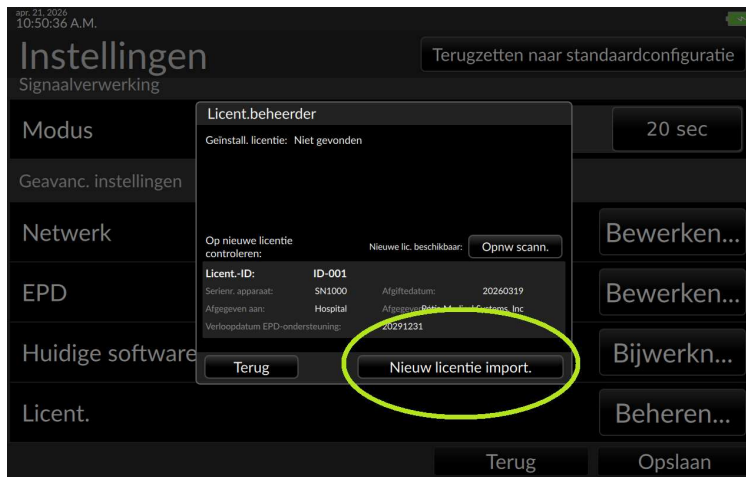 apr. 21, 2026
10:50:36 A.M.
Instellingen
Terugzetten naar standaardconfiguratie
Signaalverwerking
Modus
20 sec
Geavanc. instellingen
Netwerk
Bewerken...
EPD
Bewerken...
Huidige software
Bijwerkn...
Licent.
Beheren...
Terug
Opslaan
Licent.beheerder
Geïnstall. licentie: Niet gevonden
Op nieuwe licentie
controleren:
Nieuwe lic. beschikbaar:
Opnw scann.
Licent.-ID: ID-001
Serienr. apparaat: SN1000 Afgiftedatum: 20260319
Afgegeven aan: Hospital Medical Systems, Inc
Verloopdatum EPD-ondersteuning: 20291231
Terug
Nieuw licentie import.